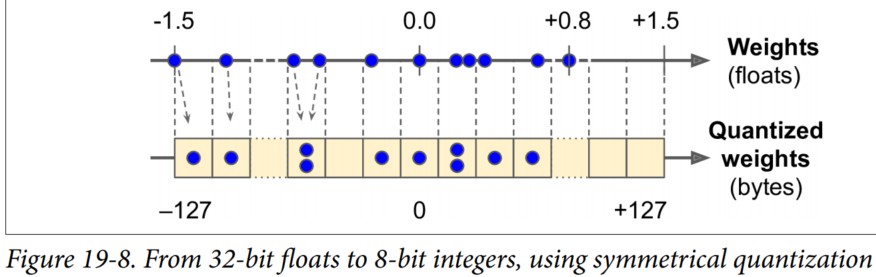 -1.5 0.0 +0.8 +1.5
Weights
(floats)
Quantized
weights
(bytes)
–127 0 +127
Figure 19-8. From 32-bit floats to 8-bit integers, using symmetrical quantization